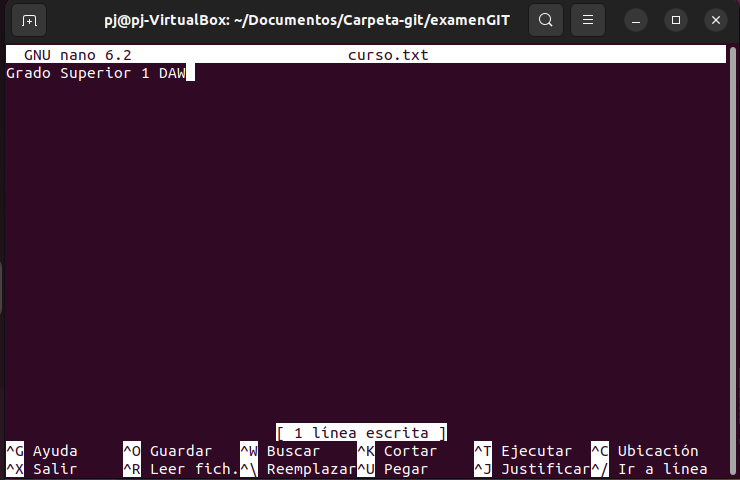 pj@pj-VirtualBox: ~/Documentos/Carpeta-git/examenGIT
GNU nano 6.2 curso.txt
Grado Superior 1 DAW
[ 1 línea escrita ]
^G Ayuda ^O Guardar ^W Buscar ^K Cortar ^T Ejecutar ^C Ubicación
^X Salir ^R Leer fich. ^\ Reemplazar ^U Pegar ^J Justificar ^/ Ir a línea